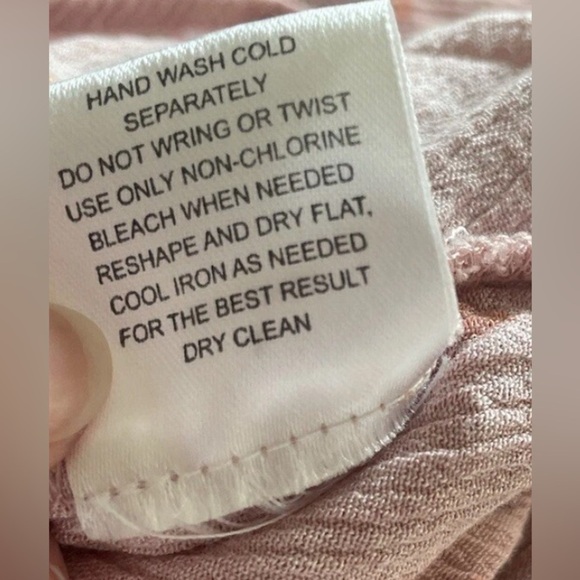 HAND WASH COLD
SEPARATELY
DO NOT WRING OR TWIST
USE ONLY NON-CHLORINE
BLEACH WHEN NEEDED
RESHAPE AND DRY FLAT,
COOL IRON AS NEEDED
FOR THE BEST RESULT
DRY CLEAN